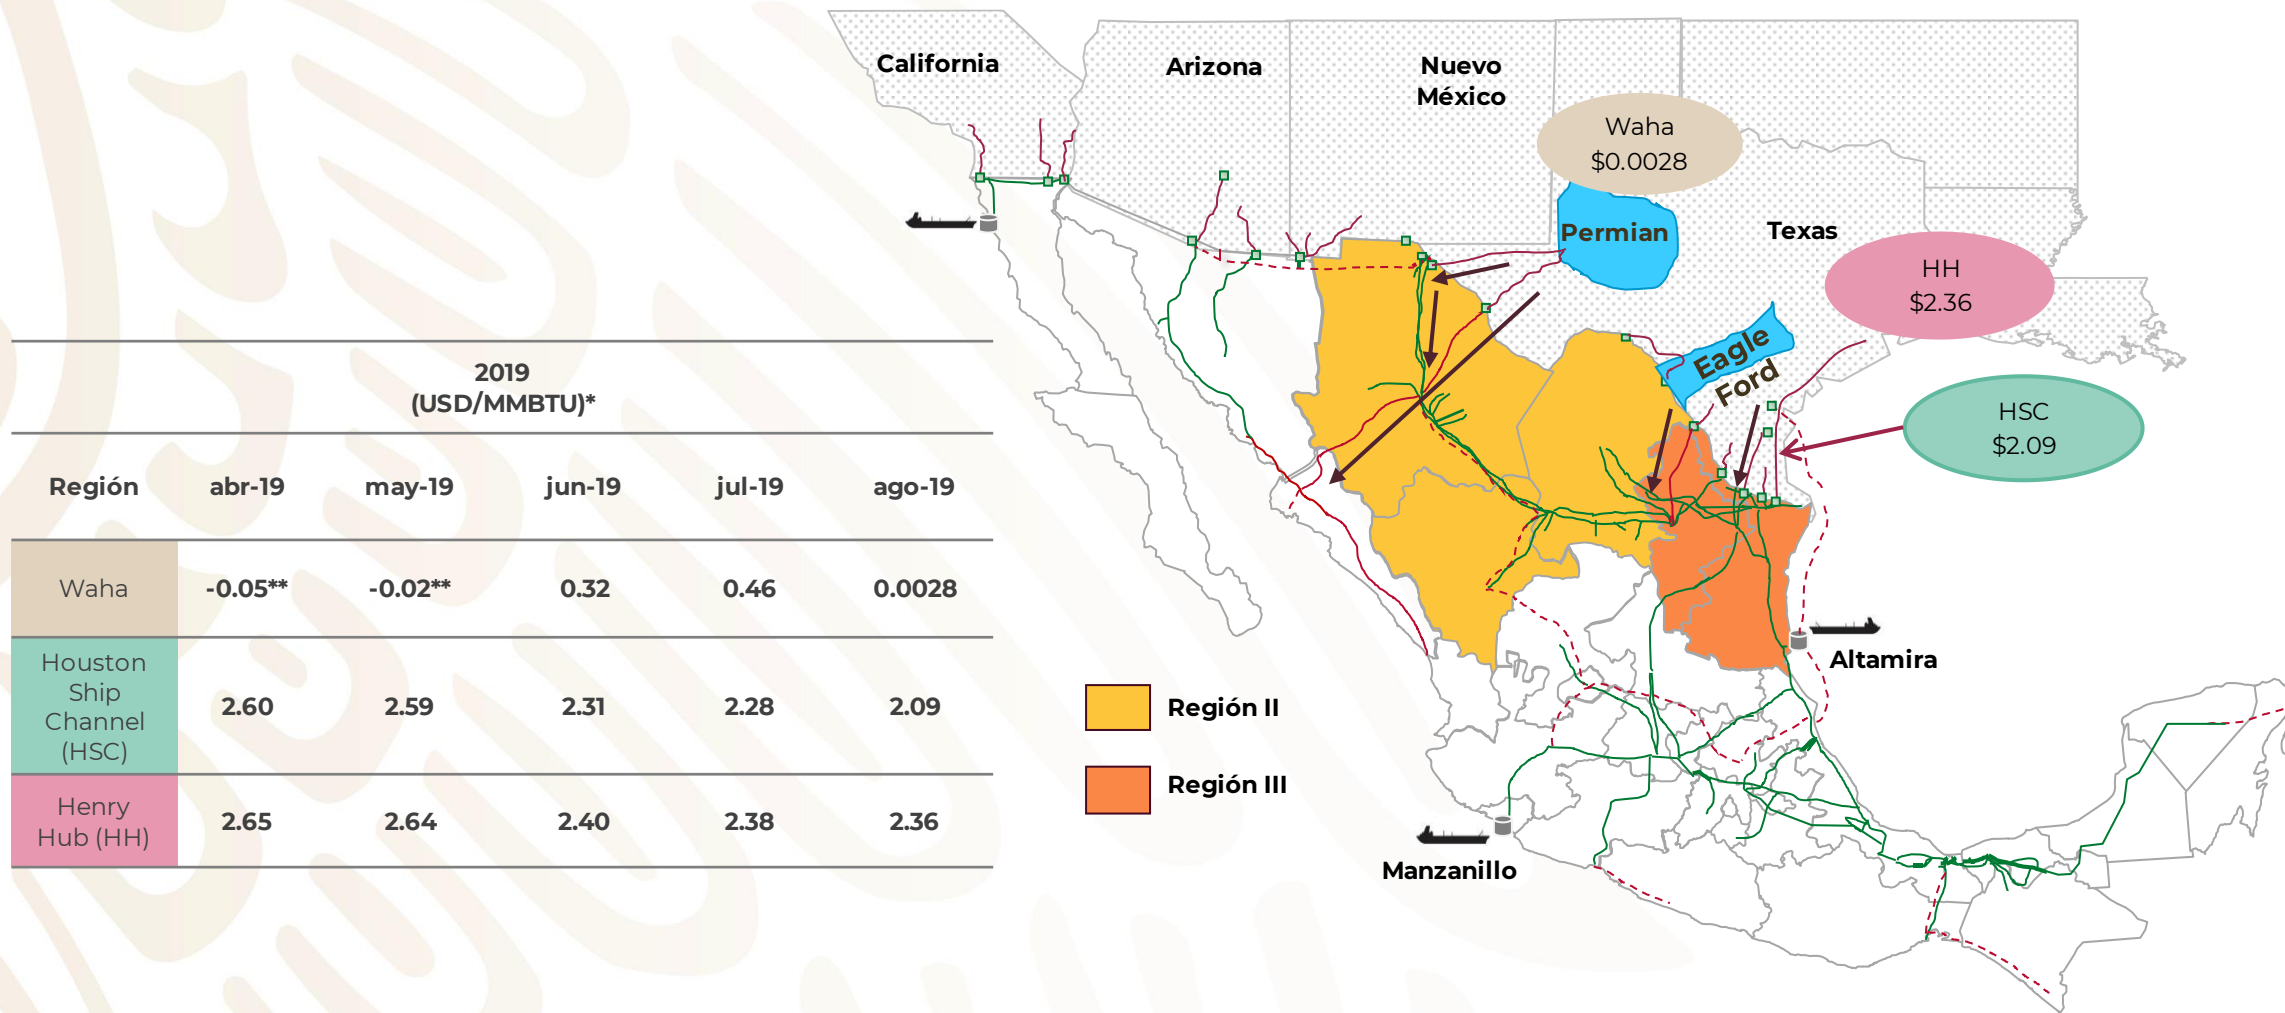 2019
(USD/MMBTU)*
Región abr-19 may-19 jun-19 jul-19 ago-19
Waha -0.05** -0.02** 0.32 0.46 0.0028
Houston
Ship
Channel
(HSC)
2.60 2.59 2.31 2.28 2.09
Henry
Hub (HH)
2.65 2.64 2.40 2.38 2.36
California
Arizona
Nuevo
México
Waha
$0.0028
Permian
Texas
HH
$2.36
Eagle
Ford
HSC
$2.09
Altamira
Región II
Región III
Manzanillo